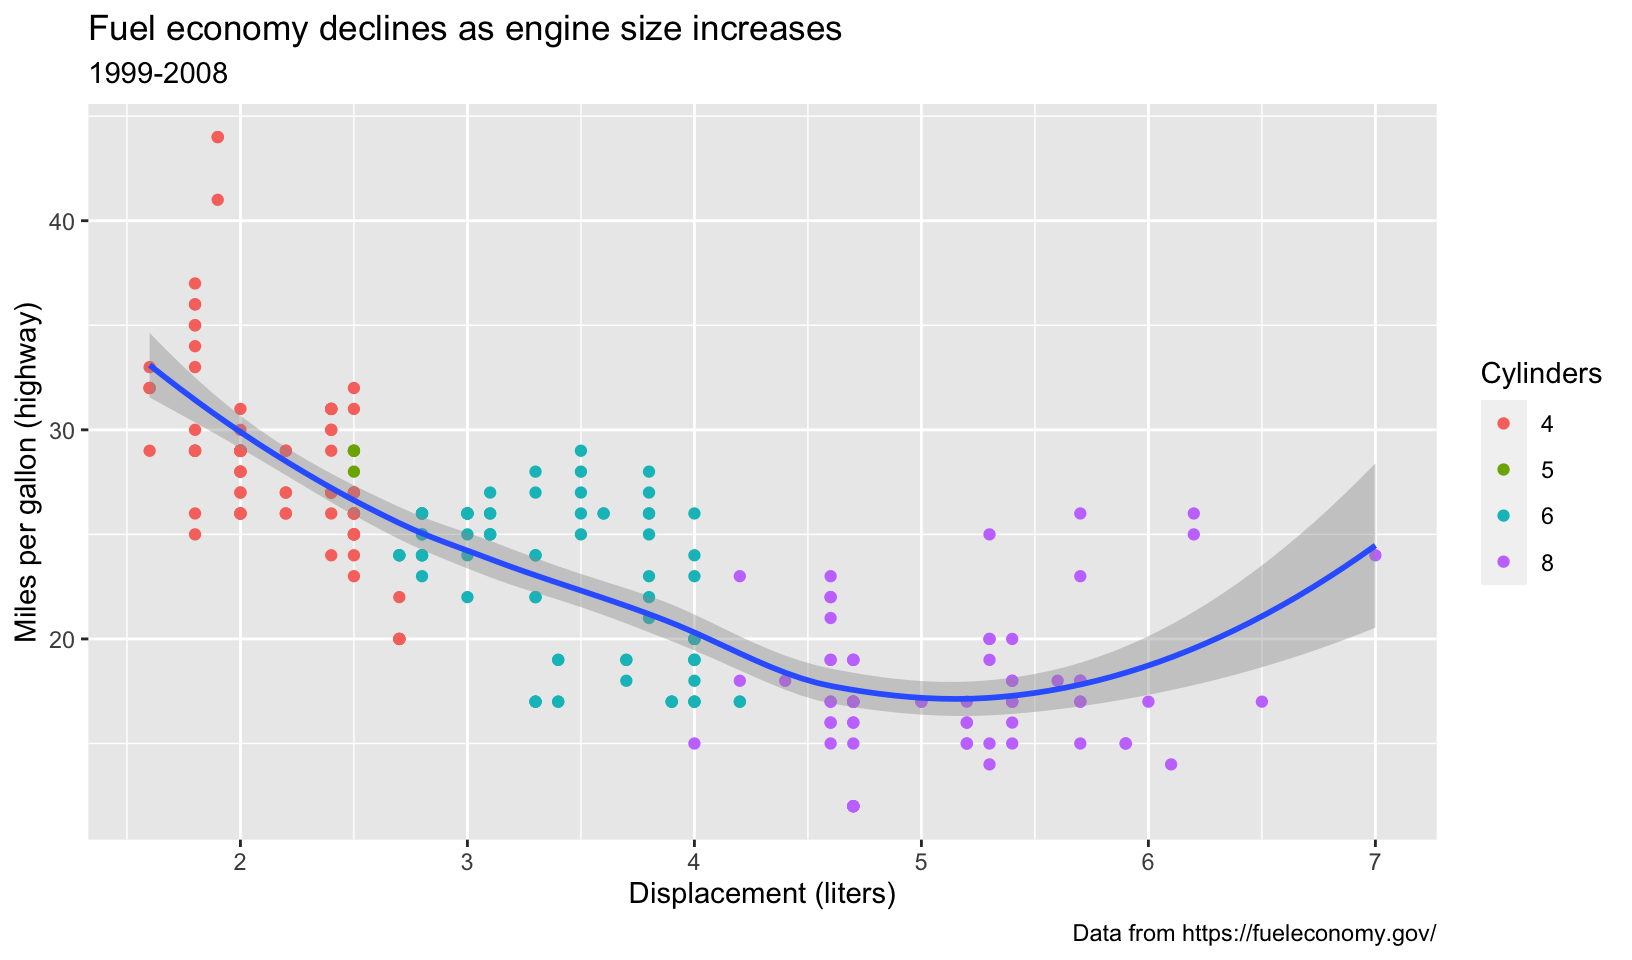 Fuel economy declines as engine size increases
1999-2008
Miles per gallon (highway)
40
30
20
2 3 4 5 6 7
Displacement (liters)
Cylinders
4
5
6
8
Data from https://fueleconomy.gov/